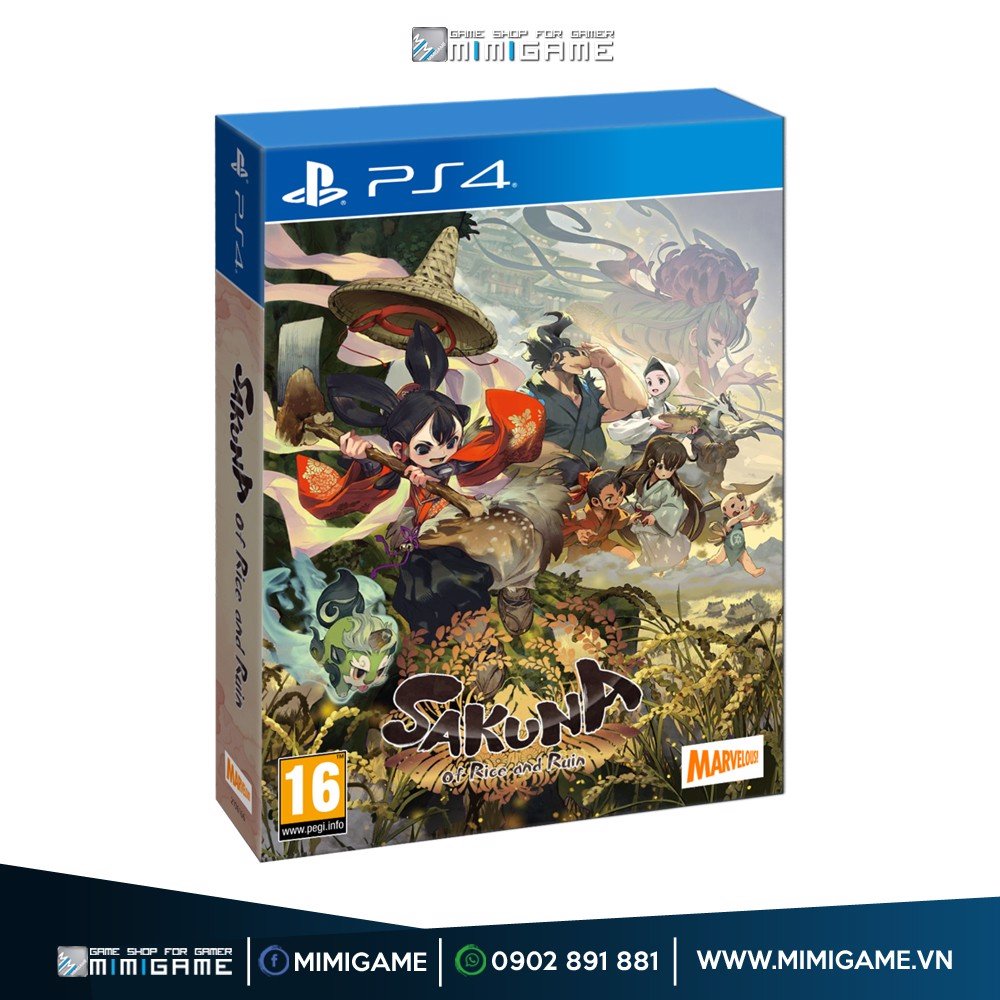 GAME SHOP FOR GAMER
MIMIGAME
PS4
PS4
SAKUNA
of Rice and Ruin
SAKUNA of Rice and Ruin
16
www.pegi.info
MARVELOUS!
GAME SHOP FOR GAMER
MIMIGAME
MIMIGAME
0902 891 881
WWW.MIMIGAME.VN